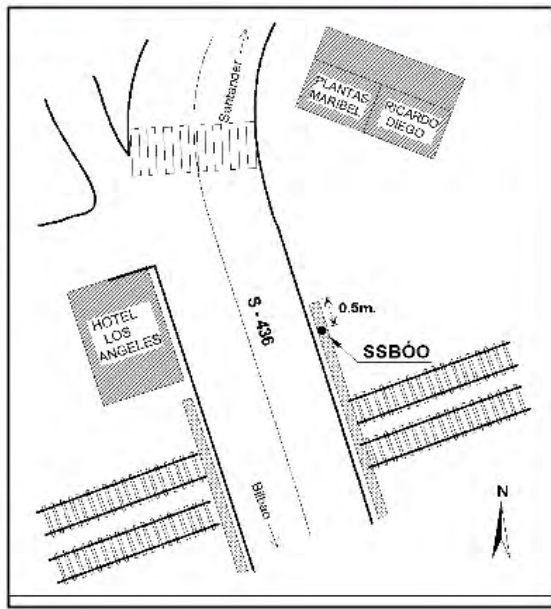 Santander
PLANTAS
MARIBEL
RICARDO
DIEGO
S - 436
0.5m.
SSBÓO
HOTEL
LOS
ANGELES
Bilbao
N